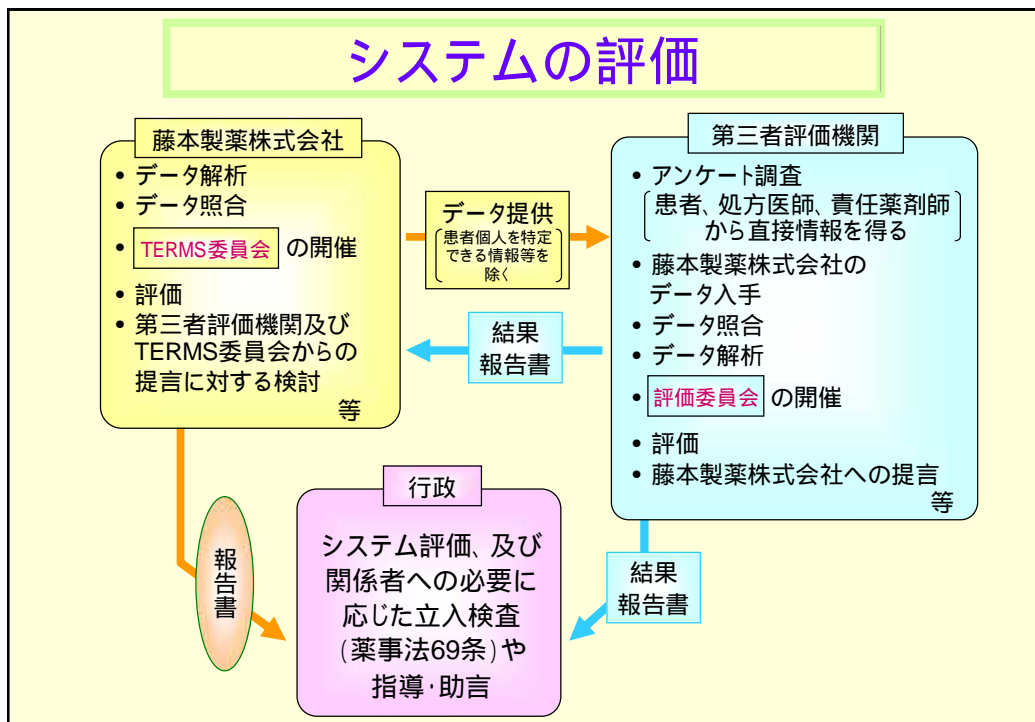 システムの評価
藤本製薬株式会社
• データ解析
• データ照合
• TERMS委員会 の開催
• 評価
• 第三者評価機関及び
TERMS委員会からの
提言に対する検討
等
データ提供
患者個人を特定
できる情報等を
除く
結果
報告書
第三者評価機関
• アンケート調査
患者、処方医師、責任薬剤師
から直接情報を得る
• 藤本製薬株式会社の
データ入手
• データ照合
• データ解析
• 評価委員会 の開催
• 評価
• 藤本製薬株式会社への提言
等
報告書
行政
システム評価、及び
関係者への必要に
応じた立入検査
(薬事法69条)や
指導・助言
結果
報告書